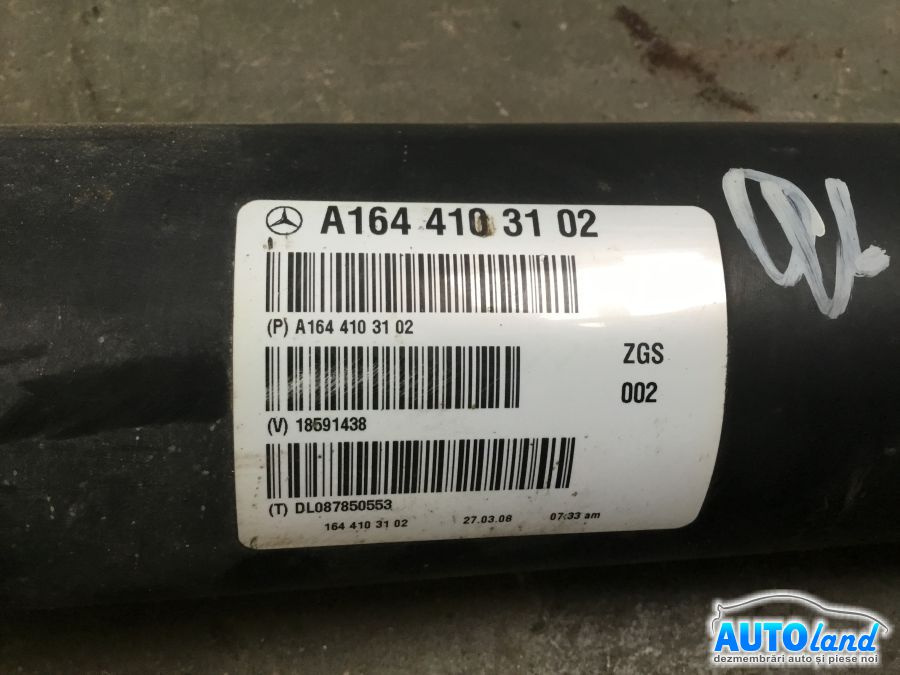 A164 410 31 02
(P) A164 410 31 02
ZGS
002
(V) 18591438
(T) DL087850553
164 410 31 02 27.03.08 07:33 am
AUTOland
dezmembrări auto și piese noi